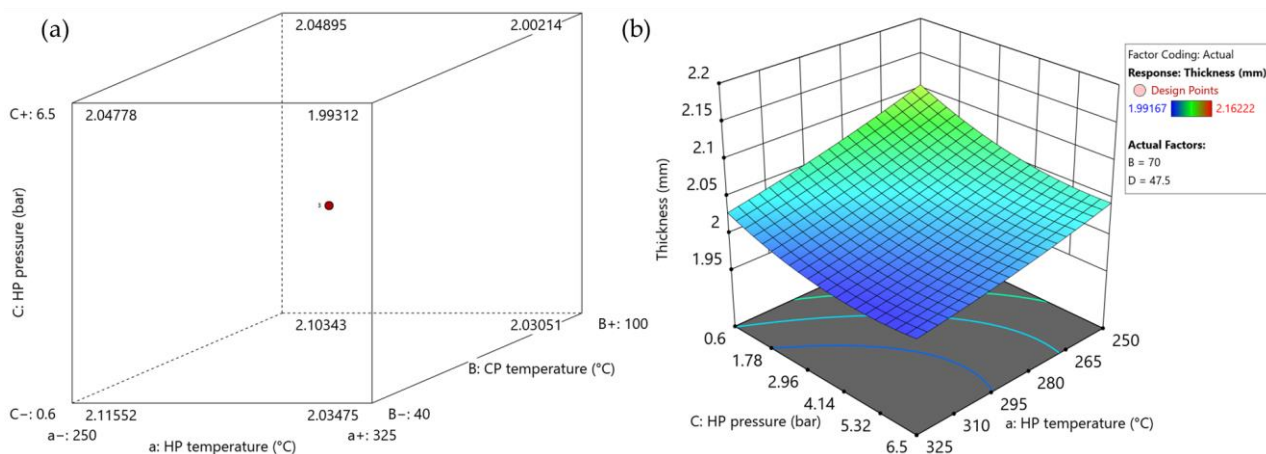 (a)
2.04895
2.00214
C+: 6.5
2.04778
1.99312
C: HP pressure (bar)
2.10343
2.03051
B+: 100
B: CP temperature (°C)
C−: 0.6
2.11552
2.03475
B−: 40
a−: 250
a: HP temperature (°C)
a+: 325
(b)
2.2
2.15
2.1
2.05
2
1.95
Thickness (mm)
0.6
1.78
2.96
4.14
5.32
6.5
C: HP pressure (bar)
250
265
280
295
310
325
a: HP temperature (°C)
Factor Coding: Actual
Response: Thickness (mm)
Design Points
1.99167 2.16222
Actual Factors:
B = 70
D = 47.5